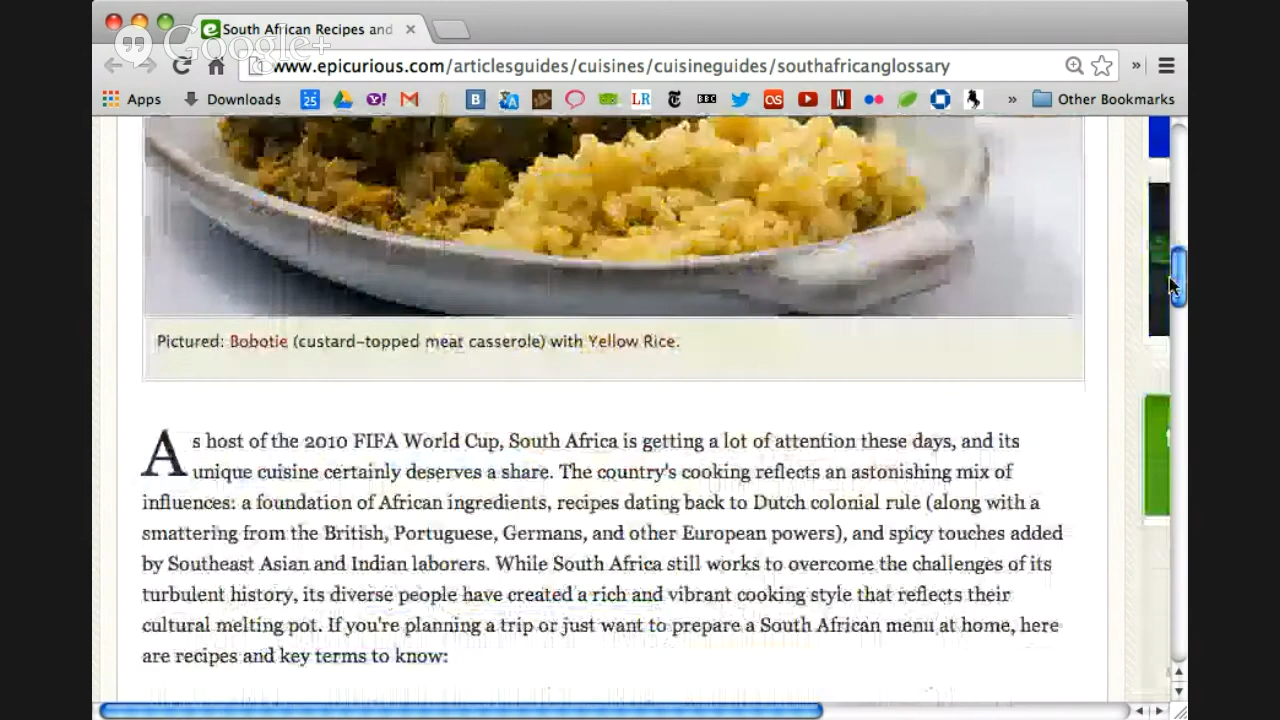 South African Recipes and
Google+
www.epicurious.com/articlesguides/cuisines/cuisineguides/southafricanglossary
Apps Downloads 25 Y! B LR BBC OS N Other Bookmarks
Pictured: Bobotie (custard-topped meat casserole) with Yellow Rice.
As host of the 2010 FIFA World Cup, South Africa is getting a lot of attention these days, and its
unique cuisine certainly deserves a share. The country's cooking reflects an astonishing mix of
influences: a foundation of African ingredients, recipes dating back to Dutch colonial rule (along with a
smattering from the British, Portuguese, Germans, and other European powers), and spicy touches added
by Southeast Asian and Indian laborers. While South Africa still works to overcome the challenges of its
turbulent history, its diverse people have created a rich and vibrant cooking style that reflects their
cultural melting pot. If you're planning a trip or just want to prepare a South African menu at home, here
are recipes and key terms to know: